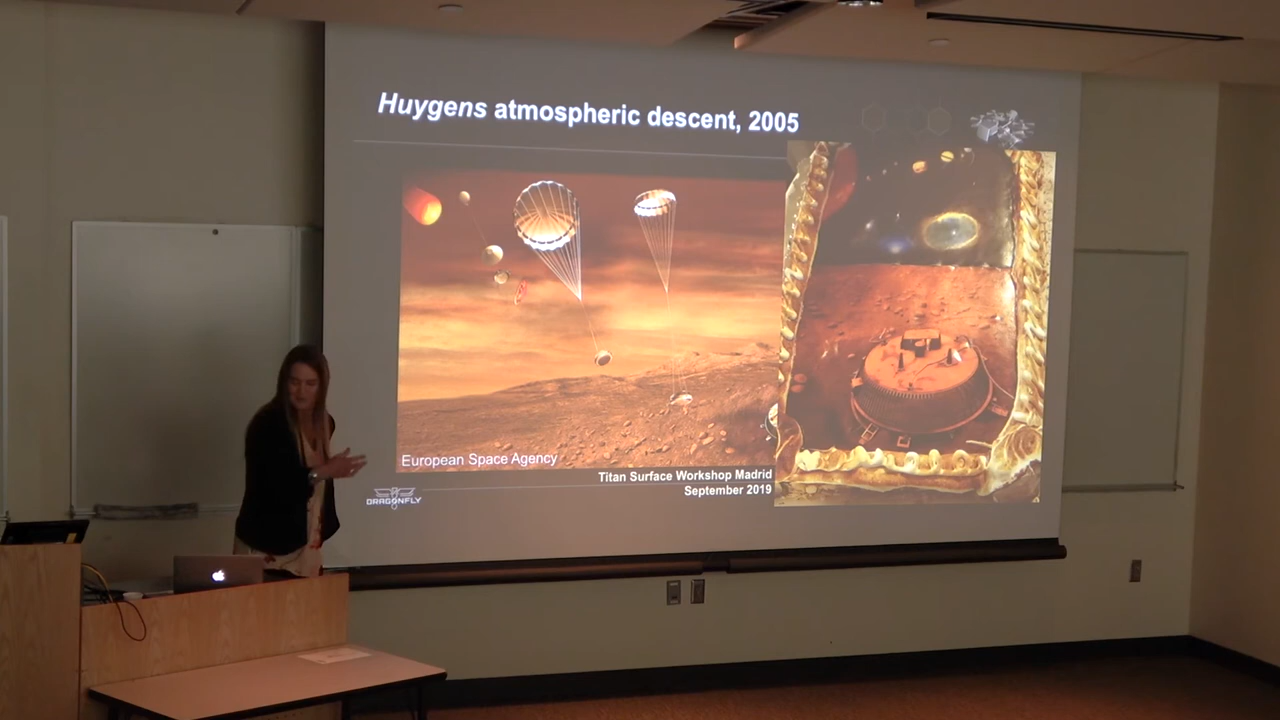 Huygens atmospheric descent, 2005
European Space Agency
Titan Surface Workshop Madrid
September 2019
DRAGONFLY